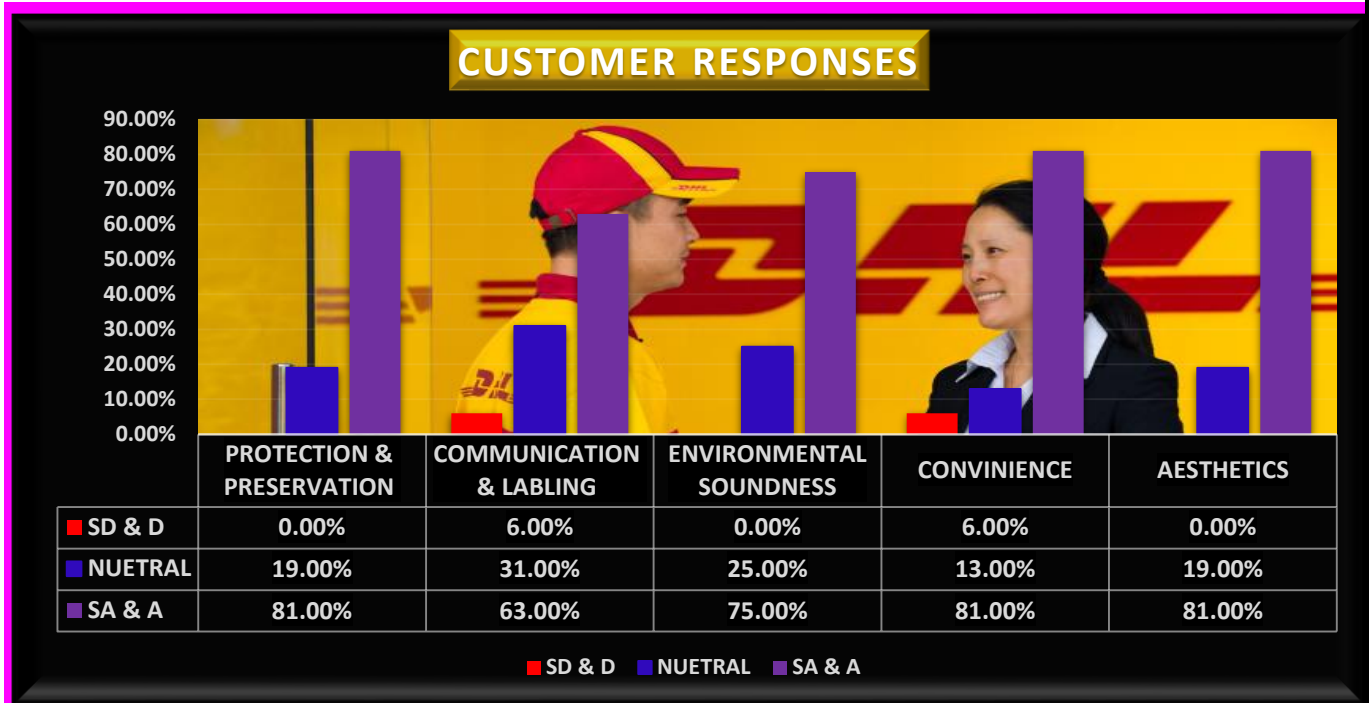 CUSTOMER RESPONSES
90.00%
80.00%
70.00%
60.00%
50.00%
40.00%
30.00%
20.00%
10.00%
0.00%
DHL
DHL
DHL
PROTECTION & PRESERVATION
COMMUNICATION & LABLING
ENVIRONMENTAL SOUNDNESS
CONVINIENCE
AESTHETICS
SD & D 0.00% 6.00% 0.00% 6.00% 0.00%
NUETRAL 19.00% 31.00% 25.00% 13.00% 19.00%
SA & A 81.00% 63.00% 75.00% 81.00% 81.00%
SD & D NUETRAL SA & A